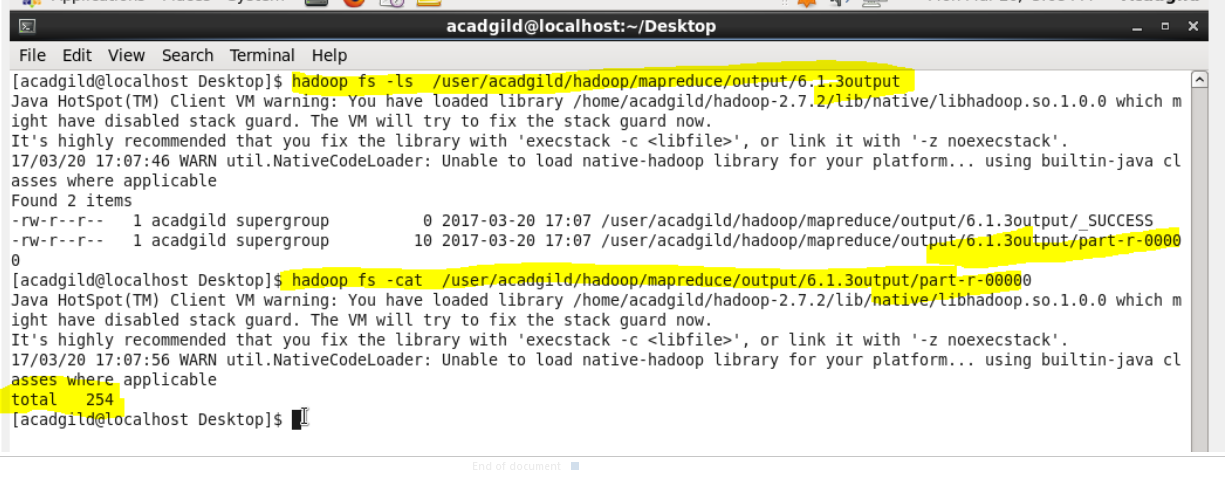 acadgild@localhost:~/Desktop
File Edit View Search Terminal Help
[acadgild@localhost Desktop]$ hadoop fs -ls  /user/acadgild/hadoop/mapreduce/output/6.1.3output
Java HotSpot(TM) Client VM warning: You have loaded library /home/acadgild/hadoop-2.7.2/lib/native/libhadoop.so.1.0.0 which m
ight have disabled stack guard. The VM will try to fix the stack guard now.
It's highly recommended that you fix the library with 'execstack -c <libfile>', or link it with '-z noexecstack'.
17/03/20 17:07:46 WARN util.NativeCodeLoader: Unable to load native-hadoop library for your platform... using builtin-java cl
asses where applicable
Found 2 items
-rw-r--r--   1 acadgild supergroup          0 2017-03-20 17:07 /user/acadgild/hadoop/mapreduce/output/6.1.3output/_SUCCESS
-rw-r--r--   1 acadgild supergroup         10 2017-03-20 17:07 /user/acadgild/hadoop/mapreduce/output/6.1.3output/part-r-0000
0
[acadgild@localhost Desktop]$ hadoop fs -cat  /user/acadgild/hadoop/mapreduce/output/6.1.3output/part-r-00000
Java HotSpot(TM) Client VM warning: You have loaded library /home/acadgild/hadoop-2.7.2/lib/native/libhadoop.so.1.0.0 which m
ight have disabled stack guard. The VM will try to fix the stack guard now.
It's highly recommended that you fix the library with 'execstack -c <libfile>', or link it with '-z noexecstack'.
17/03/20 17:07:56 WARN util.NativeCodeLoader: Unable to load native-hadoop library for your platform... using builtin-java cl
asses where applicable
total   254
[acadgild@localhost Desktop]$
End of document